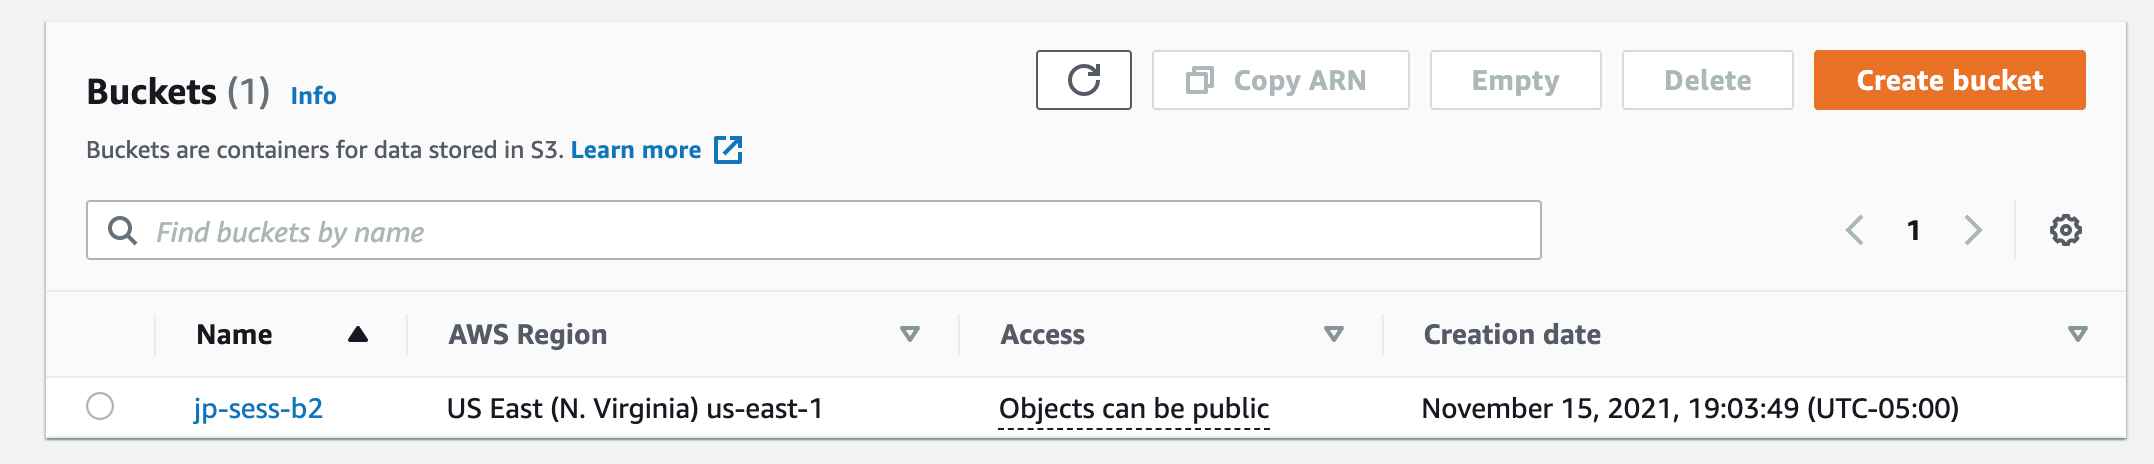 Buckets (1) Info
Copy ARN
Empty
Delete
Create bucket
Buckets are containers for data stored in S3. Learn more
Find buckets by name
1
Name AWS Region Access Creation date
jp-sess-b2 US East (N. Virginia) us-east-1 Objects can be public November 15, 2021, 19:03:49 (UTC-05:00)